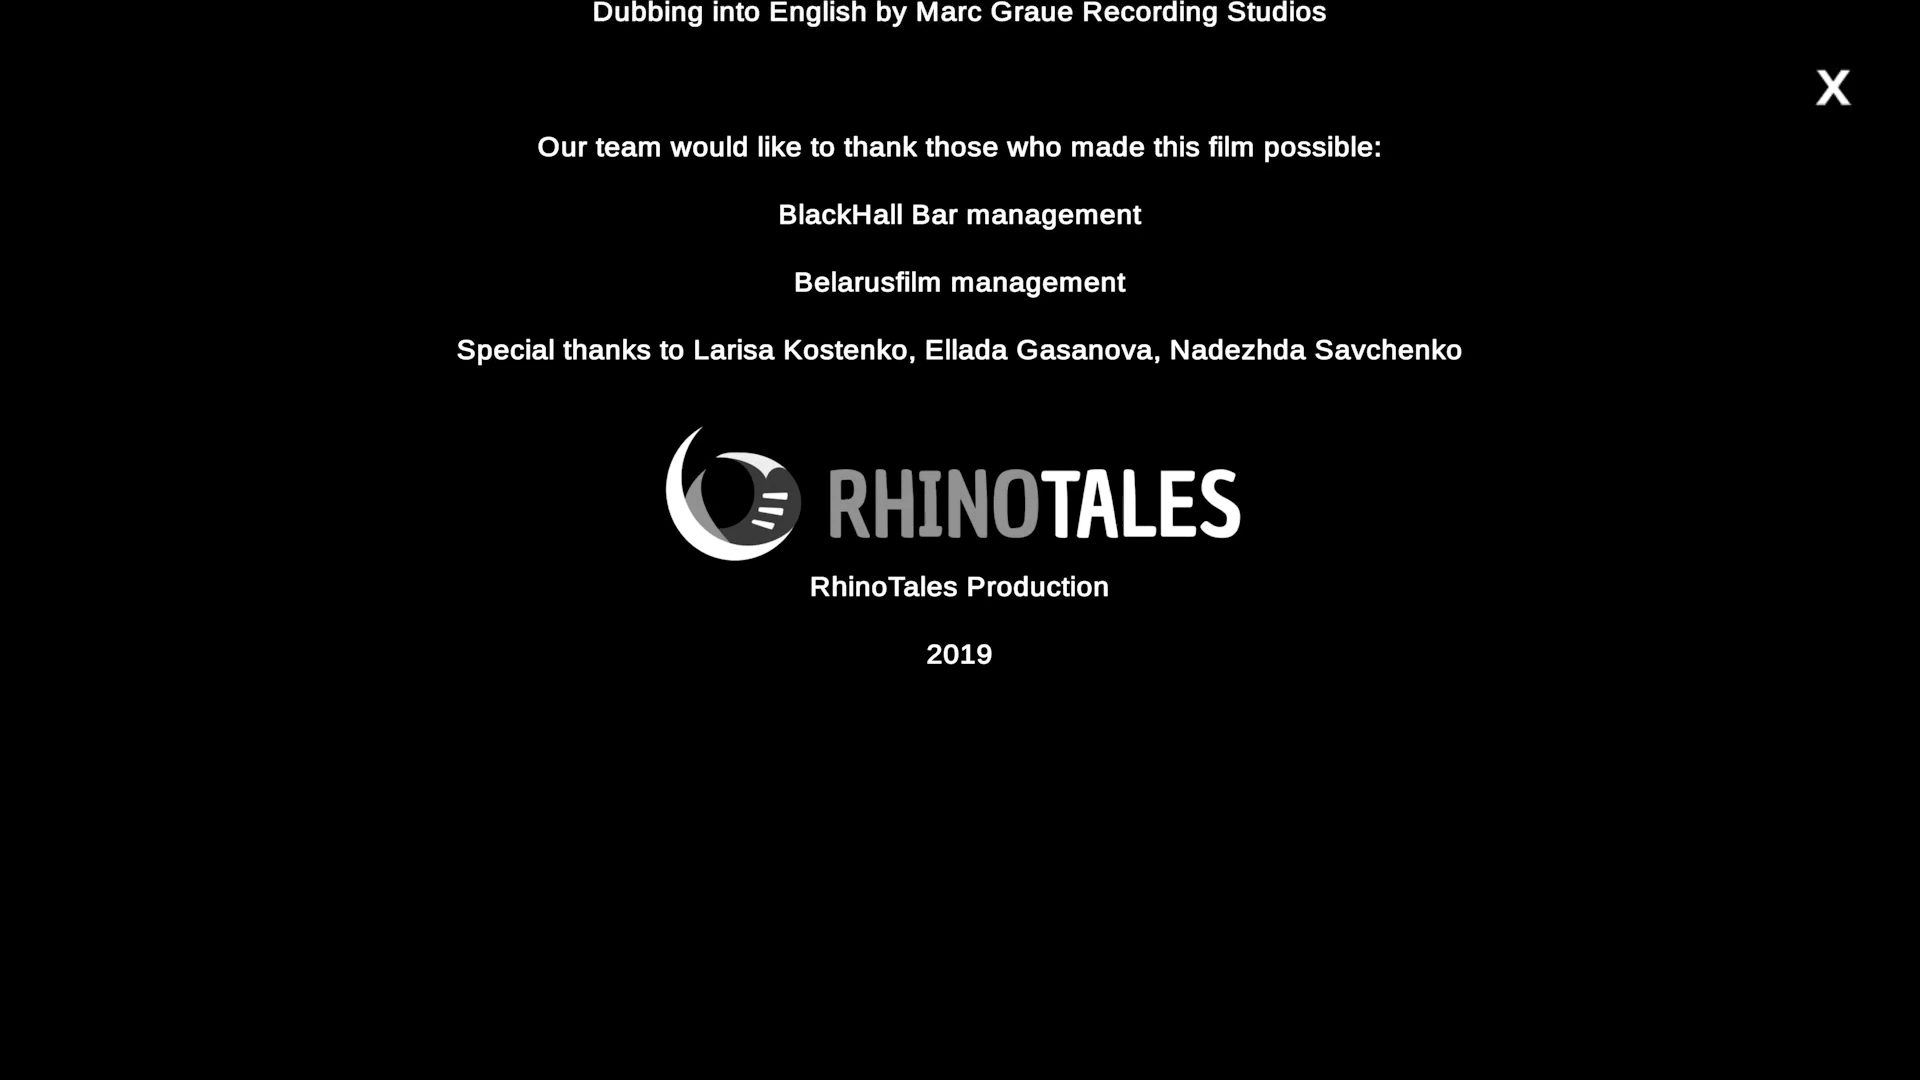 Dubbing into English by Marc Graue Recording Studios
X
Our team would like to thank those who made this film possible:
BlackHall Bar management
Belarusfilm management
Special thanks to Larisa Kostenko, Ellada Gasanova, Nadezhda Savchenko
RHINOTALES
RhinoTales Production
2019